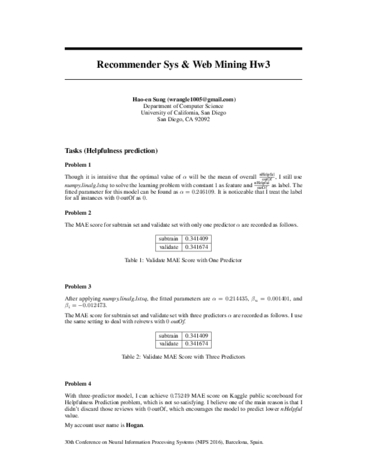 Recommender Sys & Web Mining Hw3
Hao-en Sung (wrangle1005@gmail.com)
Department of Computer Science
University of California, San Diego
San Diego, CA 92092
Tasks (Helpfulness prediction)
Problem 1
Though it is intuitive that the optimal value of α will be the mean of overall nHelpful/outOf, I still use
numpy.linalg.lstsq to solve the learning problem with constant 1 as feature and nHelpful/outOf as label. The
fitted parameter for this model can be found as α = 0.246109. It is noticeable that I treat the label
for all instances with 0 outOf as 0.
Problem 2
The MAE score for subtrain set and validate set with only one predictor α are recorded as follows.
subtrain 0.341409
validate 0.341674
Table 1: Validate MAE Score with One Predictor
Problem 3
After applying numpy.linalg.lstsq, the fitted parameters are α = 0.214435, = 0.001401, and
= −0.012473.
The MAE score for subtrain set and validate set with three predictors α are recorded as follows. I use
the same setting to deal with reivews with 0 outOf.
subtrain 0.341409
validate 0.341674
Table 2: Validate MAE Score with Three Predictors
Problem 4
With three-predictor model, I can achieve 0.75249 MAE score on Kaggle public scoreboard for
Helpfulness Prediction problem, which is not so satisfying. I believe one of the main reason is that I
didn't discard those reviews with 0 outOf, which encourages the model to predict lower nHelpful
value.
My account user name is Hogan.
30th Conference on Neural Information Processing Systems (NIPS 2016), Barcelona, Spain.